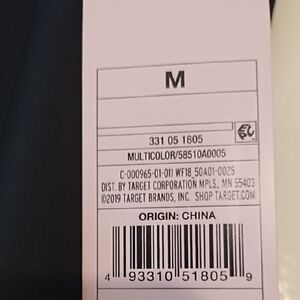 M
331 05 1805
MULTICOLOR/58510A0005
C-000965-01-011 WF18_50A01-0025
DIST. BY TARGET CORPORATION MPLS., MN 55403
©2019 TARGET BRANDS, INC. SHOP TARGET.COM
ORIGIN: CHINA
4 93310 51805 9